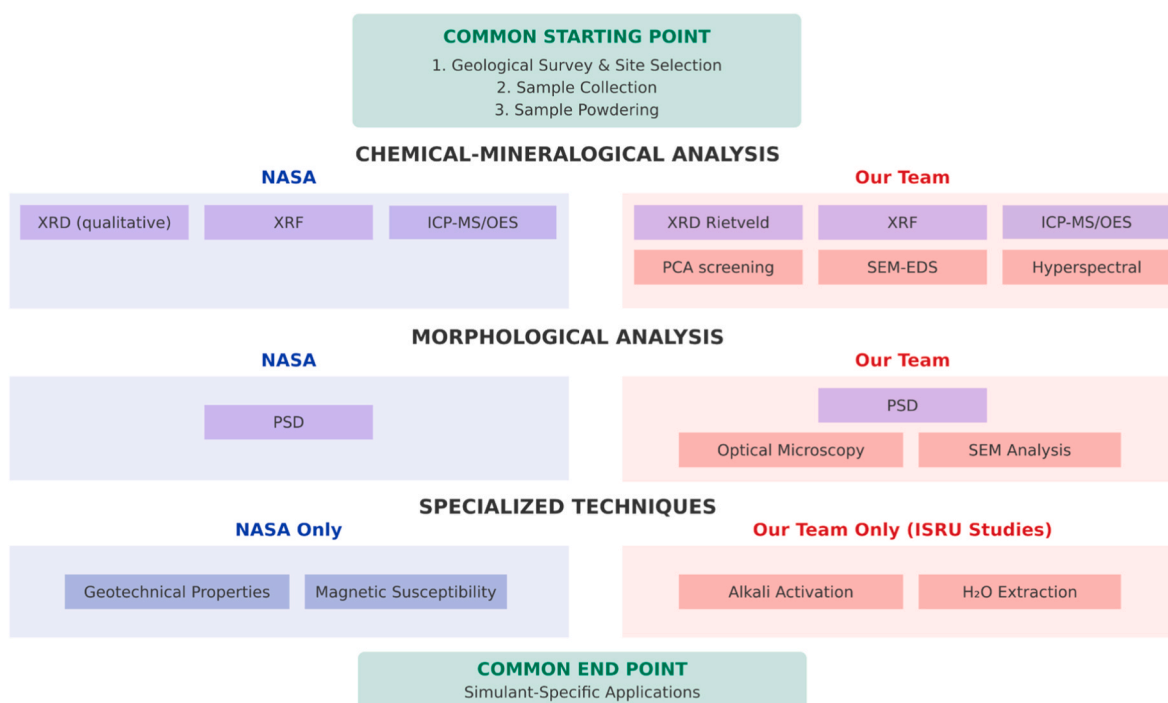 COMMON STARTING POINT
1. Geological Survey & Site Selection
2. Sample Collection
3. Sample Powdering
CHEMICAL-MINERALOGICAL ANALYSIS
NASA
Our Team
XRD (qualitative)
XRF
ICP-MS/OES
XRD Rietveld
XRF
ICP-MS/OES
PCA screening
SEM-EDS
Hyperspectral
MORPHOLOGICAL ANALYSIS
NASA
Our Team
PSD
PSD
Optical Microscopy
SEM Analysis
SPECIALIZED TECHNIQUES
NASA Only
Our Team Only (ISRU Studies)
Geotechnical Properties
Magnetic Susceptibility
Alkali Activation
H₂O Extraction
COMMON END POINT
Simulant-Specific Applications